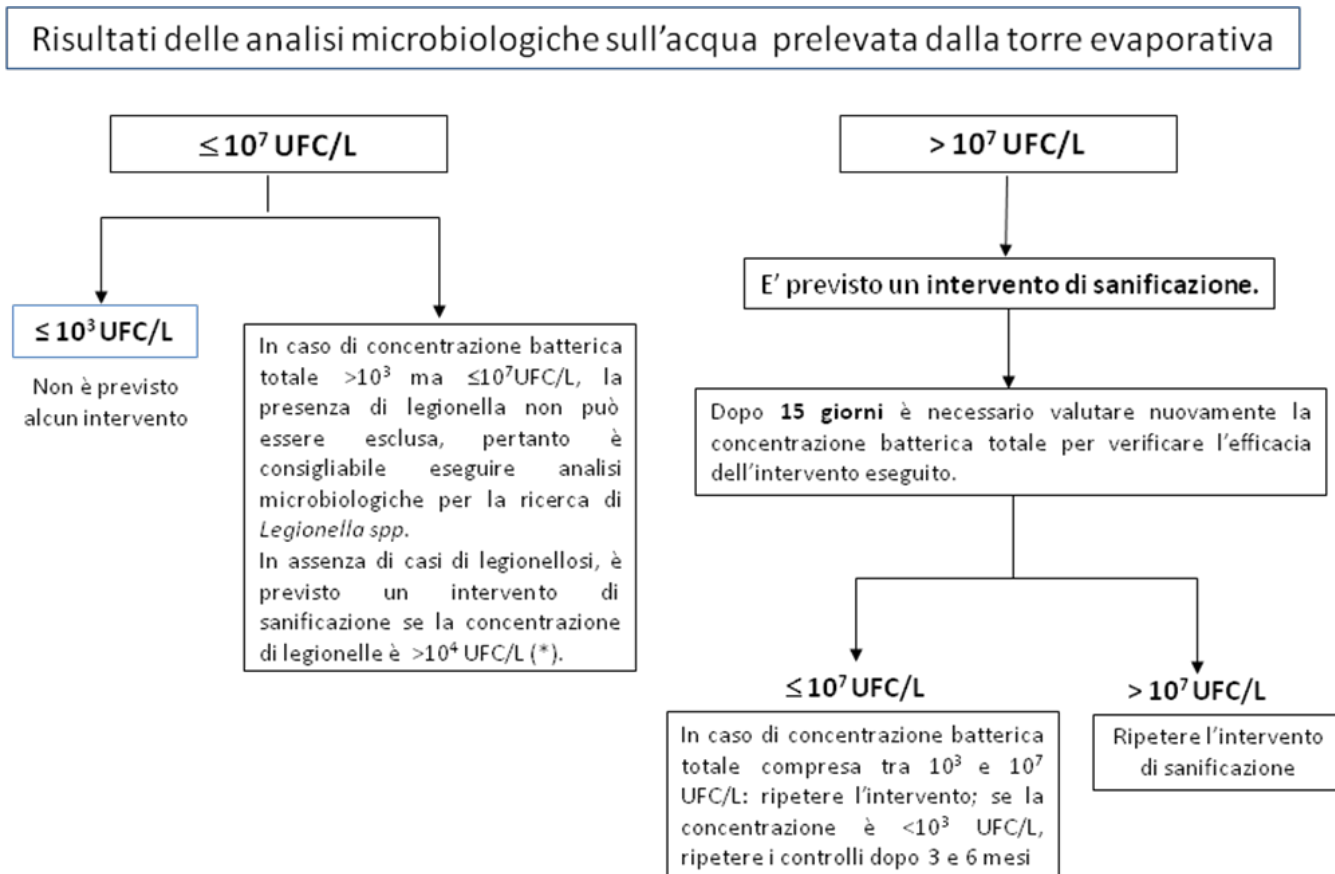 Risultati delle analisi microbiologiche sull'acqua prelevata dalla torre evaporativa
≤ 10⁷ UFC/L
> 10⁷ UFC/L
E' previsto un intervento di sanificazione.
≤ 10³ UFC/L
Non è previsto
alcun intervento
In caso di concentrazione batterica
totale >10³ ma ≤10⁷UFC/L, la
presenza di legionella non può
essere esclusa, pertanto è
consigliabile eseguire analisi
microbiologiche per la ricerca di
Legionella spp.
In assenza di casi di legionellosi, è
previsto un intervento di
sanificazione se la concentrazione
di legionelle è >10⁴ UFC/L (*).
Dopo 15 giorni è necessario valutare nuovamente la
concentrazione batterica totale per verificare l'efficacia
dell'intervento eseguito.
≤ 10⁷ UFC/L
In caso di concentrazione batterica
totale compresa tra 10³ e 10⁷
UFC/L: ripetere l'intervento; se la
concentrazione è <10³ UFC/L,
ripetere i controlli dopo 3 e 6 mesi
> 10⁷ UFC/L
Ripetere l'intervento
di sanificazione